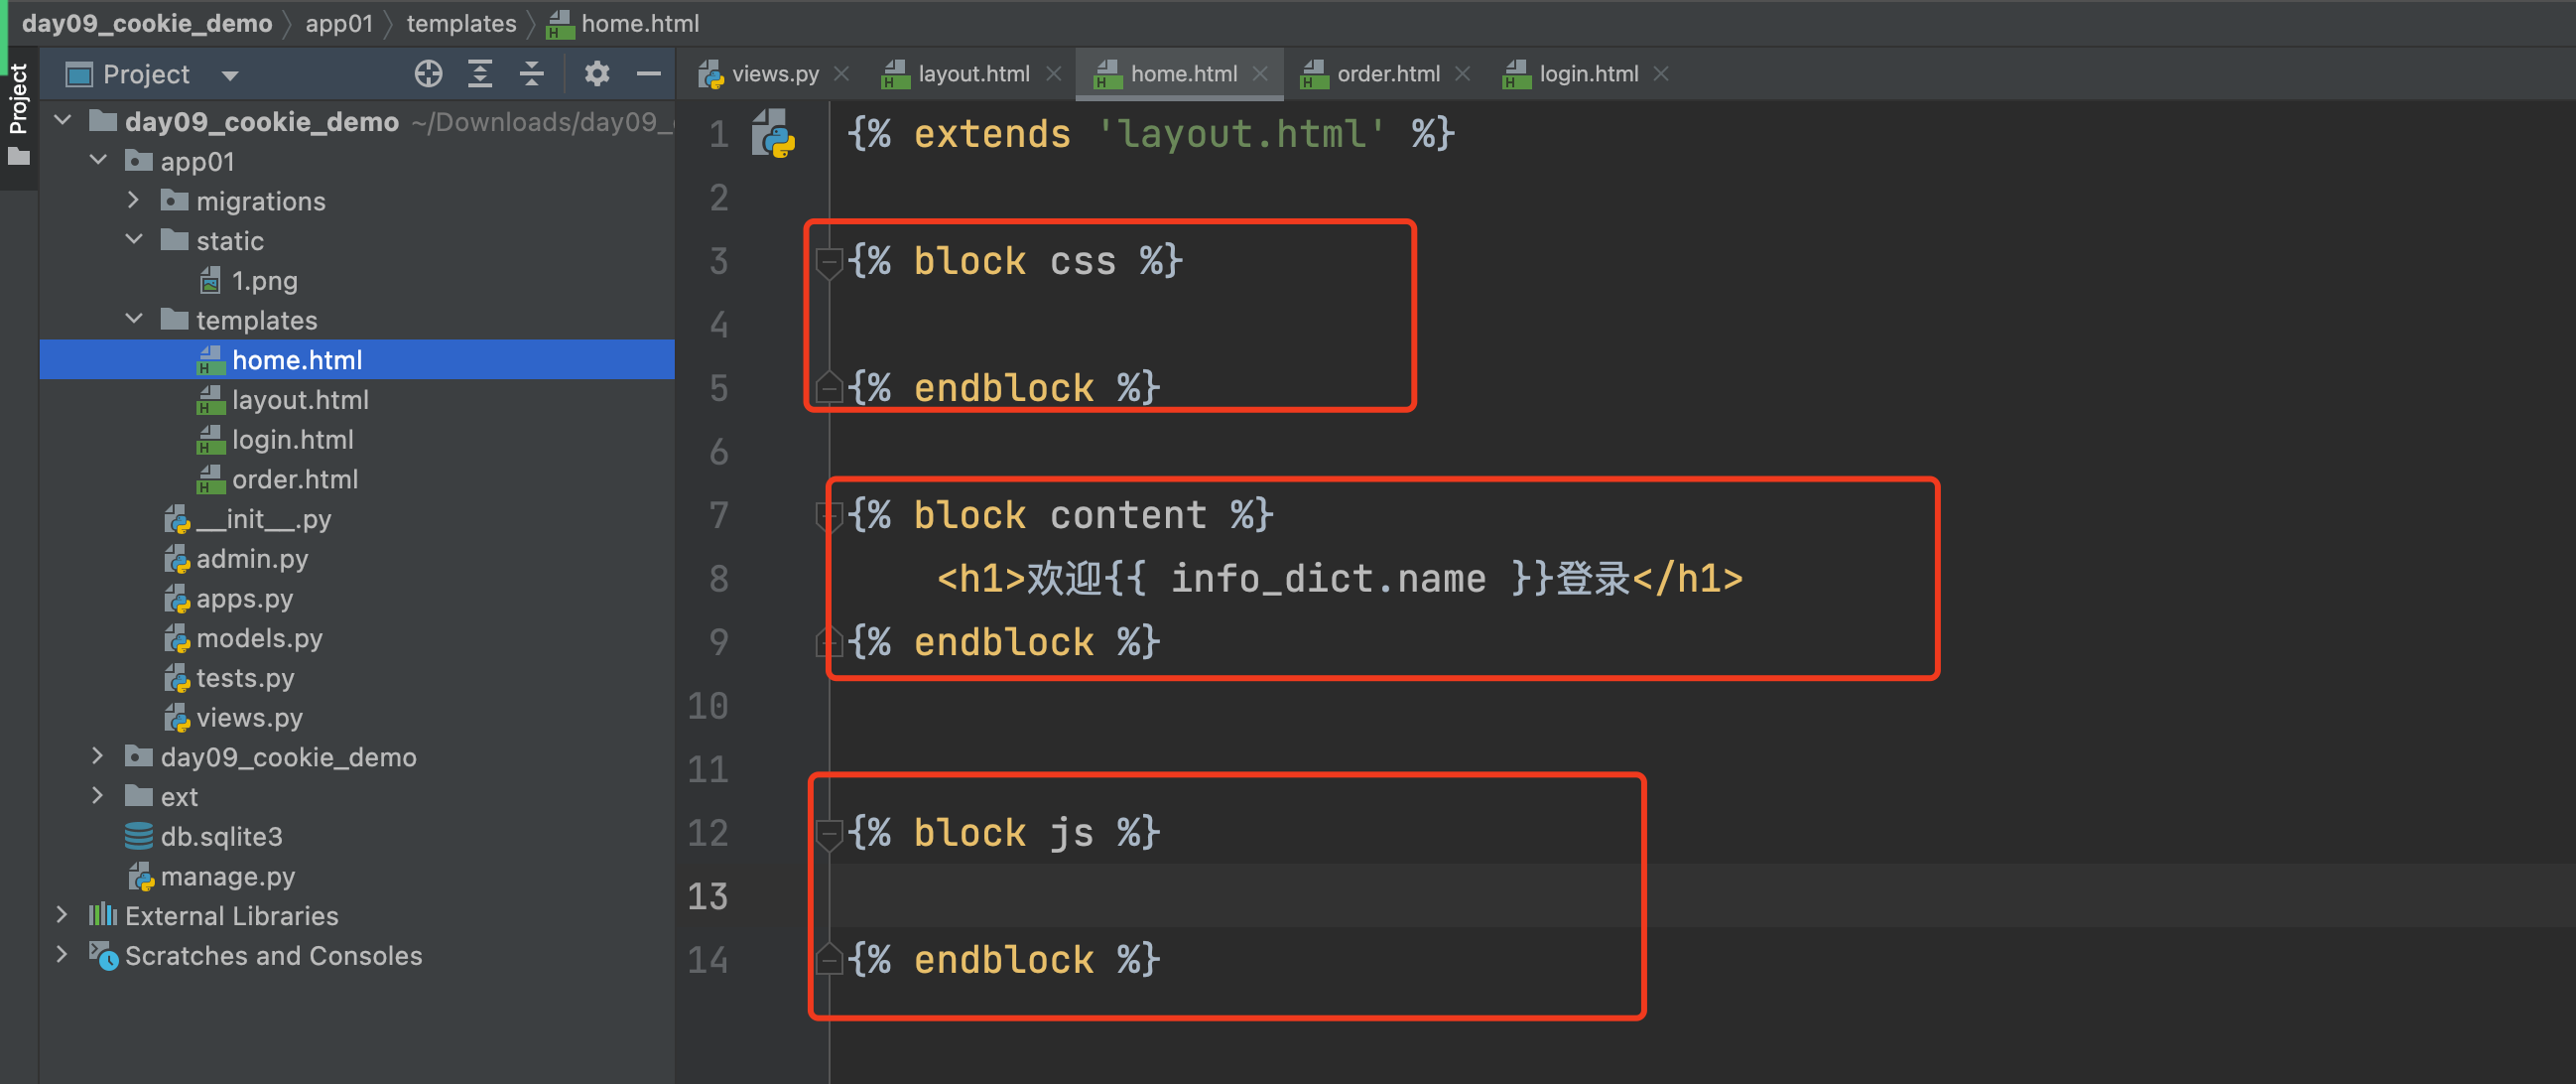 day09_cookie_demo app01 templates home.html
Project
Project
views.py layout.html home.html order.html login.html
day09_cookie_demo ~/Downloads/day09_
app01
migrations
static
1.png
templates
home.html
layout.html
login.html
order.html
__init__.py
admin.py
apps.py
models.py
tests.py
views.py
day09_cookie_demo
ext
db.sqlite3
manage.py
External Libraries
Scratches and Consoles
1 {% extends 'layout.html' %}
2
3 {% block css %}
4
5 {% endblock %}
6
7 {% block content %}
8 <h1>欢迎{{ info_dict.name }}登录</h1>
9 {% endblock %}
10
11
12 {% block js %}
13
14 {% endblock %}